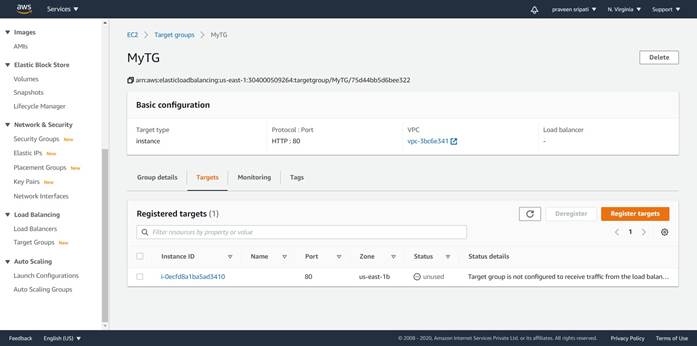 aws Services praveen sripati N. Virginia Support
Images
AMIs
Elastic Block Store
Volumes
Snapshots
Lifecycle Manager
Network & Security
Security Groups New
Elastic IPs New
Placement Groups New
Key Pairs New
Network Interfaces
Load Balancing
Load Balancers
Target Groups New
Auto Scaling
Launch Configurations
Auto Scaling Groups
EC2 > Target groups > MyTG
MyTG
Delete
arn:aws:elasticloadbalancing:us-east-1:304000509264:targetgroup/MyTG/75d44bb5d6bee322
Basic configuration
Target type Protocol : Port VPC Load balancer
instance HTTP : 80 vpc-3bc6e341 -
Group details Targets Monitoring Tags
Registered targets (1) Deregister Register targets
Filter resources by property or value < 1 >
Instance ID Name Port Zone Status Status details
i-0ecfd8a1ba5ad3410 80 us-east-1b unused Target group is not configured to receive traffic from the load balan...
Feedback English (US) © 2008 - 2020, Amazon Internet Services Private Ltd. or its affiliates. All rights reserved. Privacy Policy Terms of Use